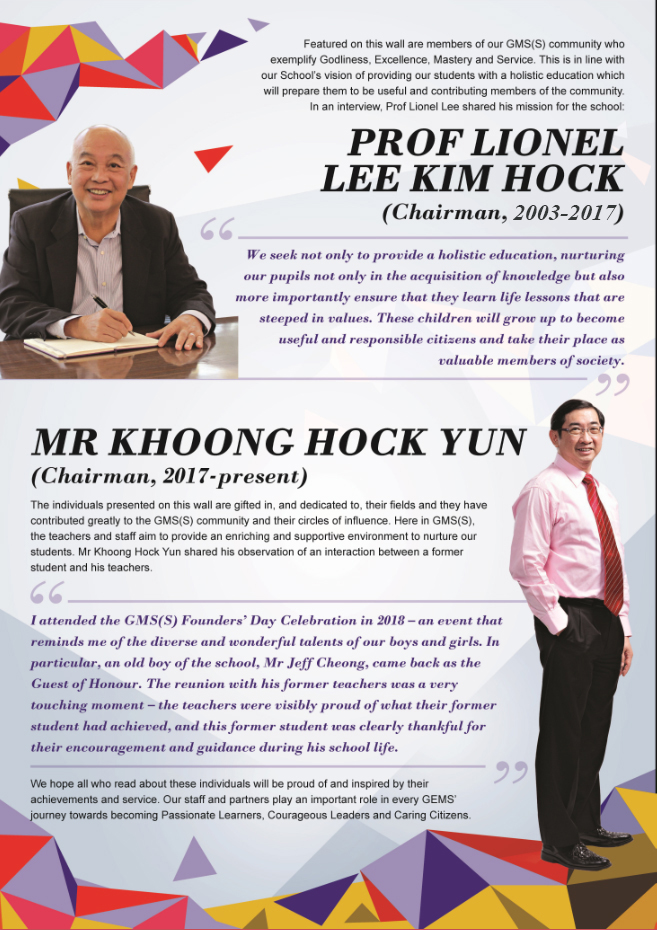 Featured on this wall are members of our GMS(S) community who
exemplify Godliness, Excellence, Mastery and Service. This is in line with
our School's vision of providing our students with a holistic education which
will prepare them to be useful and contributing members of the community.
In an interview, Prof Lionel Lee shared his mission for the school:
PROF LIONEL
LEE KIM HOCK
(Chairman, 2003-2017)
“
We seek not only to provide a holistic education, nurturing
our pupils not only in the acquisition of knowledge but also
more importantly ensure that they learn life lessons that are
steeped in values. These children will grow up to become
useful and responsible citizens and take their place as
valuable members of society.
”
MR KHOONG HOCK YUN
(Chairman, 2017-present)
The individuals presented on this wall are gifted in, and dedicated to, their fields and they have
contributed greatly to the GMS(S) community and their circles of influence. Here in GMS(S),
the teachers and staff aim to provide an enriching and supportive environment to nurture our
students. Mr Khoong Hock Yun shared his observation of an interaction between a former
student and his teachers.
“
I attended the GMS(S) Founders' Day Celebration in 2018 – an event that
reminds me of the diverse and wonderful talents of our boys and girls. In
particular, an old boy of the school, Mr Jeff Cheong, came back as the
Guest of Honour. The reunion with his former teachers was a very
touching moment – the teachers were visibly proud of what their former
student had achieved, and this former student was clearly thankful for
their encouragement and guidance during his school life.
”
We hope all who read about these individuals will be proud of and inspired by their
achievements and service. Our staff and partners play an important role in every GEMS'
journey towards becoming Passionate Learners, Courageous Leaders and Caring Citizens.